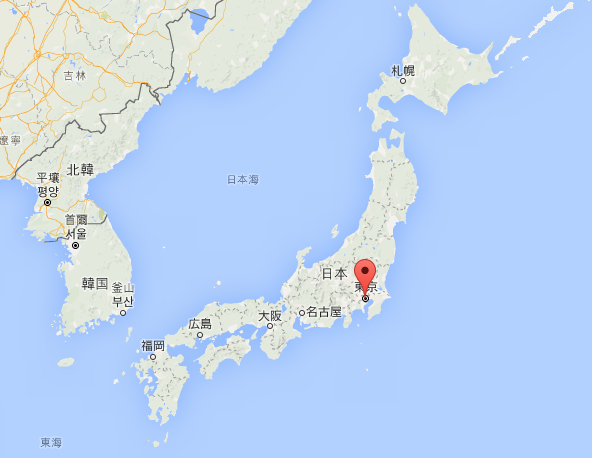 札幌
吉林
遼寧
北韓
平壤
평양
日本海
首爾
서울
日本
韓国
釜山
부산
東京
名古屋
大阪
広島
福岡
東海